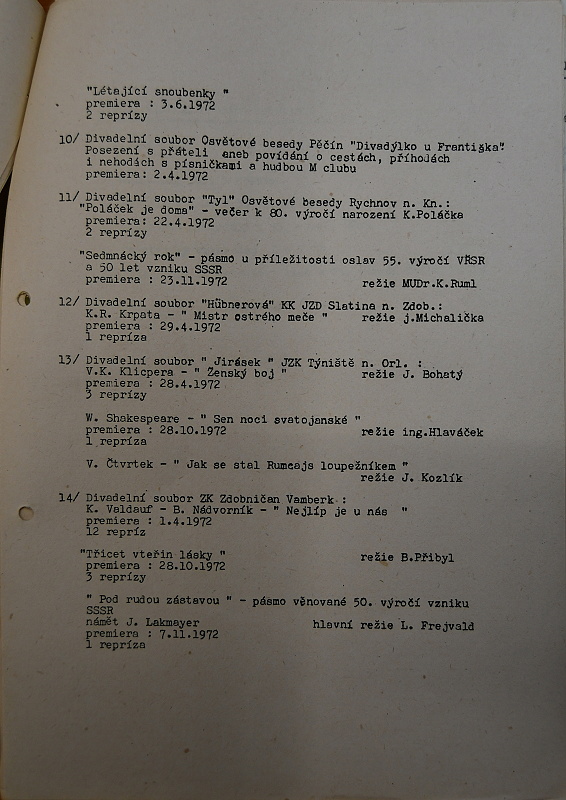 "Létající snoubenky "
premiera : 3.6.1972
2 reprízy
10/ Divadelní soubor Osvětové besedy Pěčín "Divadýlko u Františka"
Posezení s přáteli aneb povídání o cestách, příhodách
i nehodách s písničkami a hudbou M clubu
premiera: 2.4.1972
11/ Divadelní soubor "Tyl" Osvětové besedy Rychnov n. Kn.:
"Poláček je doma" - večer k 80. výročí narození K.Poláčka
premiera: 22.4.1972
2 reprízy
"Sedmnácký rok" - pásmo u příležitosti oslav 55. výročí VŘSR
a 50 let vzniku SSSR
premiera : 23.11.1972 režie MUDr.K.Ruml
12/ Divadelní soubor "Hübnerová" KK JZD Slatina n. Zdob.:
K.R. Krpata - " Mistr ostrého meče " režie j.Michalička
premiera : 29.4.1972
1 repríza
13/ Divadelní soubor " Jirásek " JZK Týniště n. Orl. :
V.K. Klicpera - " Ženský boj " režie J. Bohatý
premiera : 28.4.1972
3 reprízy
W. Shakespeare - " Sen noci svatojanské "
premiera : 28.10.1972 režie ing.Hlaváček
1 repríza
V. Čtvrtek - " Jak se stal Rumcajs loupežníkem "
režie J. Kozlík
14/ Divadelní soubor ZK Zdobničan Vamberk :
K. Valdauf - B. Nádvorník - " Nejlíp je u nás "
premiera : 1.4.1972
12 repríz
"Třicet vteřin lásky " režie B.Přibyl
premiera : 28.10.1972
3 reprízy
" Pod rudou zástavou " - pásmo věnované 50. výročí vzniku
SSSR
námět J. Lakmayer hlavní režie L. Frejvald
premiera : 7.11.1972
1 repríza